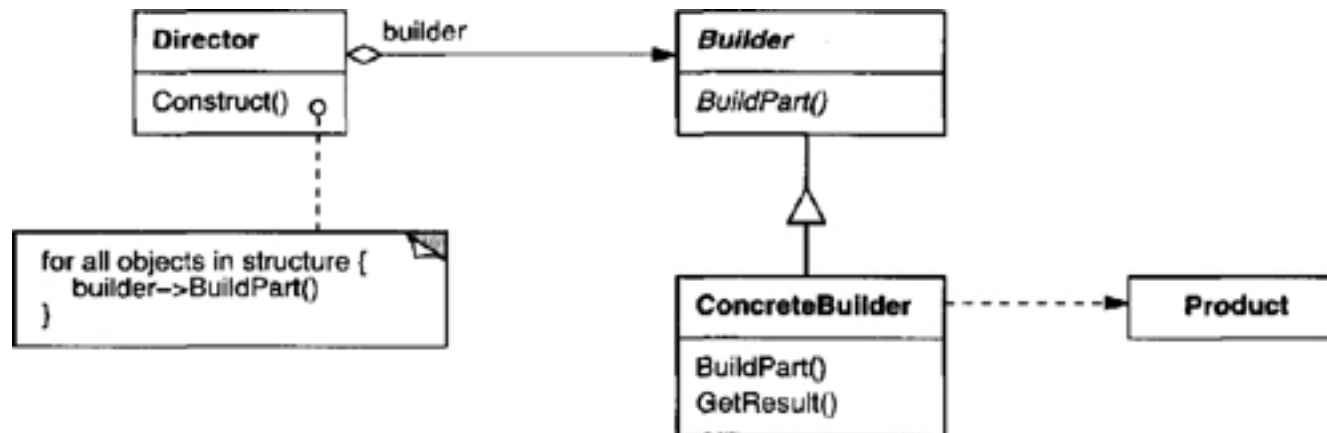 Director
builder
Builder
Construct()
BuildPart()
for all objects in structure {
builder->BuildPart()
}
ConcreteBuilder
Product
BuildPart()
GetResult()